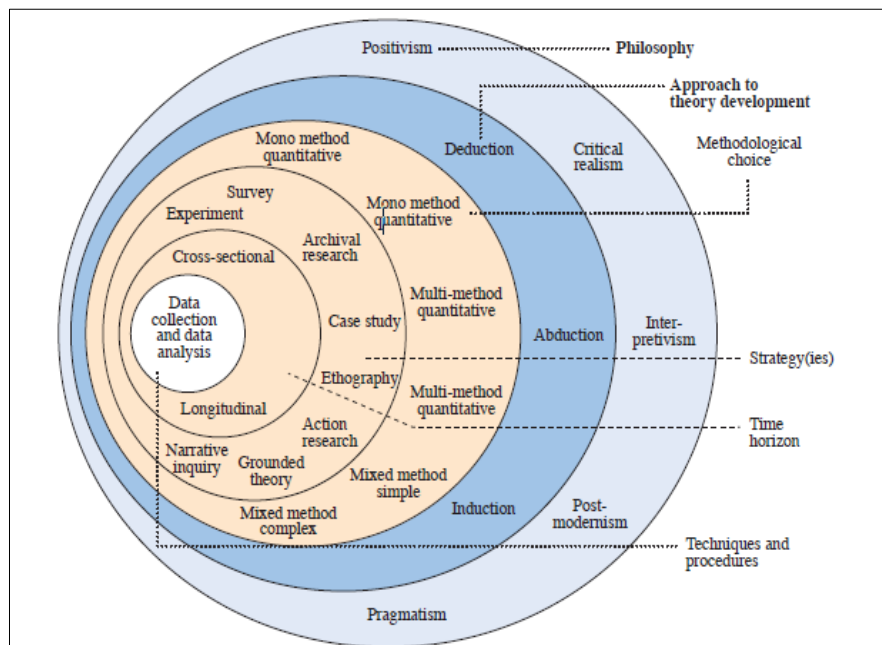 Positivism
Philosophy
Approach to
theory development
Mono method
quantitative
Deduction
Critical
realism
Methodological
choice
Survey
Experiment
Mono method
quantitative
Archival
research
Cross-sectional
Data
collection and data
analysis
Case study
Multi-method
quantitative
Abduction
Inter-
pretivism
Strategy(ies)
Ethography
Multi-method
quantitative
Longitudinal
Action
research
Time
horizon
Narrative
inquiry
Grounded
theory
Mixed method
simple
Mixed method
complex
Induction
Post-
modernism
Techniques and
procedures
Pragmatism